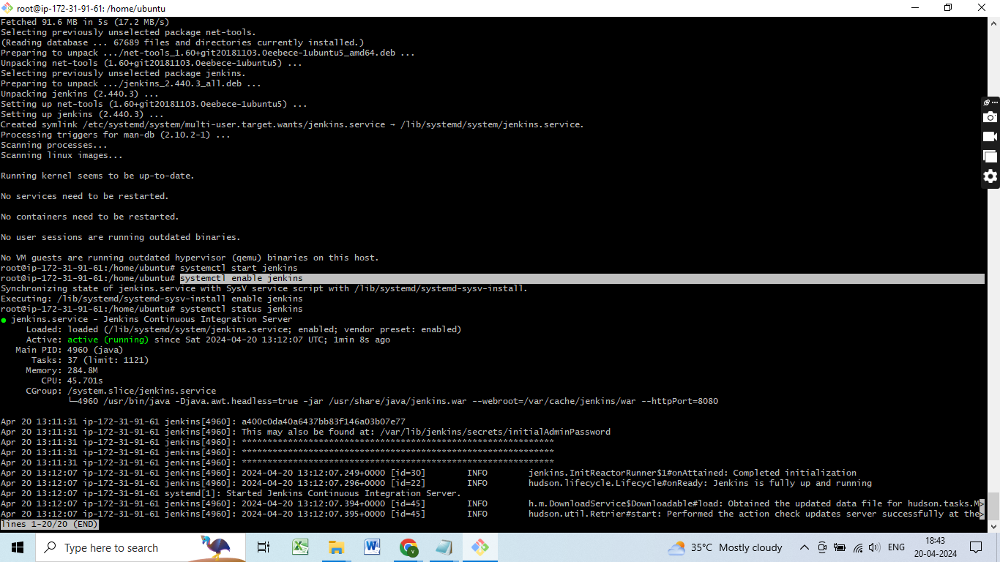 root@ip-172-31-91-61: /home/ubuntu
Fetched 91.6 MB in 5s (17.2 MB/s)
Selecting previously unselected package net-tools.
(Reading database ... 67689 files and directories currently installed.)
Preparing to unpack .../net-tools_1.60+git20181103.0eebece-1ubuntu5_amd64.deb ...
Unpacking net-tools (1.60+git20181103.0eebece-1ubuntu5) ...
Selecting previously unselected package jenkins.
Preparing to unpack .../jenkins_2.440.3_all.deb ...
Unpacking jenkins (2.440.3) ...
Setting up net-tools (1.60+git20181103.0eebece-1ubuntu5) ...
Setting up jenkins (2.440.3) ...
Created symlink /etc/systemd/system/multi-user.target.wants/jenkins.service → /lib/systemd/system/jenkins.service.
Processing triggers for man-db (2.10.2-1) ...
Scanning processes...
Scanning linux images...
Running kernel seems to be up-to-date.
No services need to be restarted.
No containers need to be restarted.
No user sessions are running outdated binaries.
No VM guests are running outdated hypervisor (qemu) binaries on this host.
root@ip-172-31-91-61:/home/ubuntu# systemctl start jenkins
root@ip-172-31-91-61:/home/ubuntu# systemctl enable jenkins
Synchronizing state of jenkins.service with SysV service script with /lib/systemd/systemd-sysv-install.
Executing: /lib/systemd/systemd-sysv-install enable jenkins
root@ip-172-31-91-61:/home/ubuntu# systemctl status jenkins
● jenkins.service - Jenkins Continuous Integration Server
Loaded: loaded (/lib/systemd/system/jenkins.service; enabled; vendor preset: enabled)
Active: active (running) since Sat 2024-04-20 13:12:07 UTC; 1min 8s ago
Main PID: 4960 (java)
Tasks: 37 (limit: 1121)
Memory: 284.8M
CPU: 45.701s
CGroup: /system.slice/jenkins.service
└─4960 /usr/bin/java -Djava.awt.headless=true -jar /usr/share/java/jenkins.war --webroot=/var/cache/jenkins/war --httpPort=8080
Apr 20 13:11:31 ip-172-31-91-61 jenkins[4960]: a400c0da40a6437bb83f146a03b07e77
Apr 20 13:11:31 ip-172-31-91-61 jenkins[4960]: This may also be found at: /var/lib/jenkins/secrets/initialAdminPassword
Apr 20 13:11:31 ip-172-31-91-61 jenkins[4960]: *************************************************************
Apr 20 13:11:31 ip-172-31-91-61 jenkins[4960]: *************************************************************
Apr 20 13:11:31 ip-172-31-91-61 jenkins[4960]: *************************************************************
Apr 20 13:12:07 ip-172-31-91-61 jenkins[4960]: 2024-04-20 13:12:07.249+0000 [id=30] INFO jenkins.InitReactorRunner$1#onAttained: Completed initialization
Apr 20 13:12:07 ip-172-31-91-61 jenkins[4960]: 2024-04-20 13:12:07.296+0000 [id=22] INFO hudson.lifecycle.Lifecycle#onReady: Jenkins is fully up and running
Apr 20 13:12:07 ip-172-31-91-61 systemd[1]: Started Jenkins Continuous Integration Server.
Apr 20 13:12:07 ip-172-31-91-61 jenkins[4960]: 2024-04-20 13:12:07.394+0000 [id=45] INFO h.m.DownloadService$Downloadable#load: Obtained the updated data file for hudson.tasks.M>
Apr 20 13:12:07 ip-172-31-91-61 jenkins[4960]: 2024-04-20 13:12:07.395+0000 [id=45] INFO hudson.util.Retrier#start: Performed the action check updates server successfully at the>
lines 1-20/20 (END)
Type here to search
35°C Mostly cloudy
ENG
18:43
20-04-2024